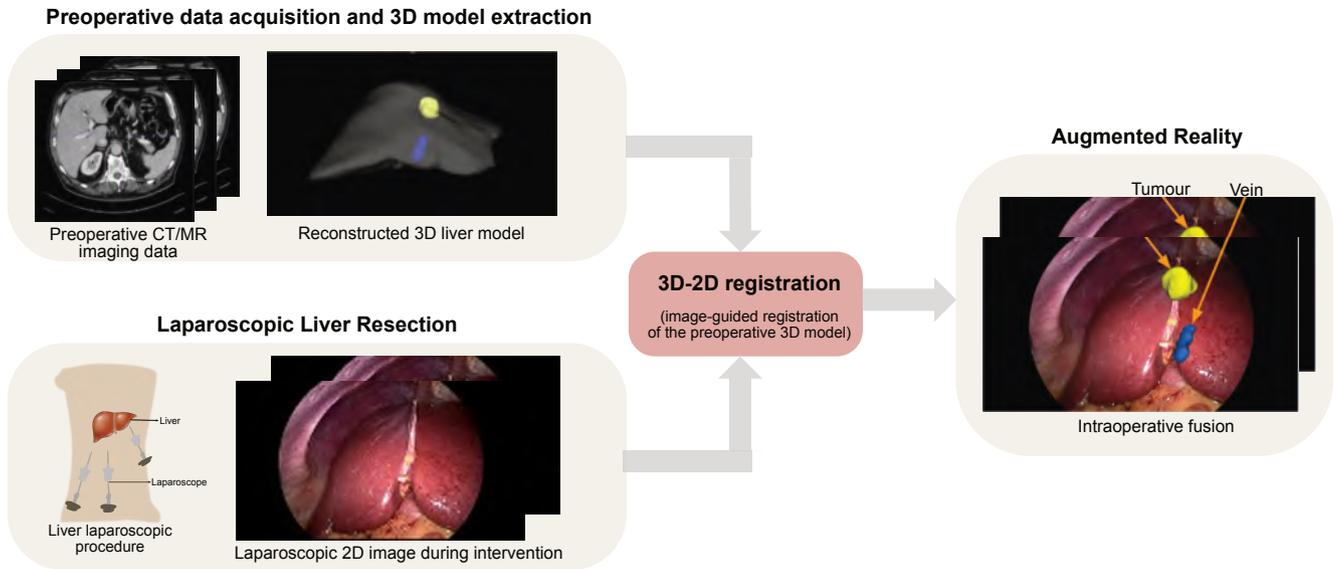 Preoperative data acquisition and 3D model extraction
Preoperative CT/MR
imaging data
Reconstructed 3D liver model
Laparoscopic Liver Resection
Liver
Laparoscope
Liver laparoscopic
procedure
Laparoscopic 2D image during intervention
3D-2D registration
(image-guided registration
of the preoperative 3D model)
Augmented Reality
Tumour
Vein
Intraoperative fusion